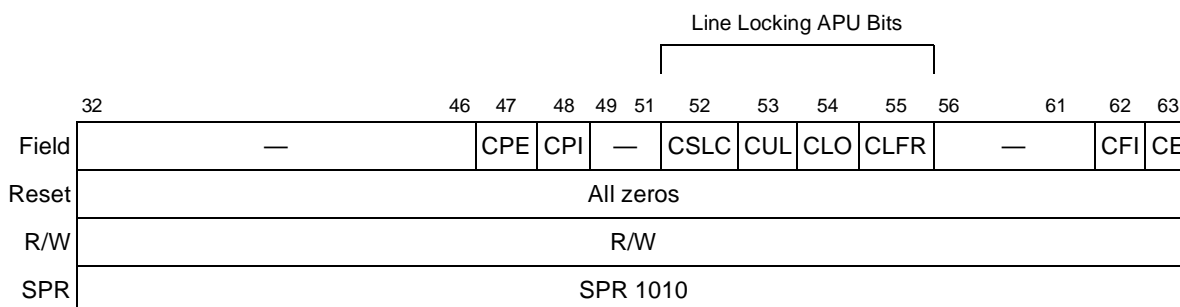 Line Locking APU Bits
32 46 47 48 49 51 52 53 54 55 56 61 62 63
Field — CPE CPI — CSLC CUL CLO CLFR — CFI CE
Reset All zeros
R/W R/W
SPR SPR 1010